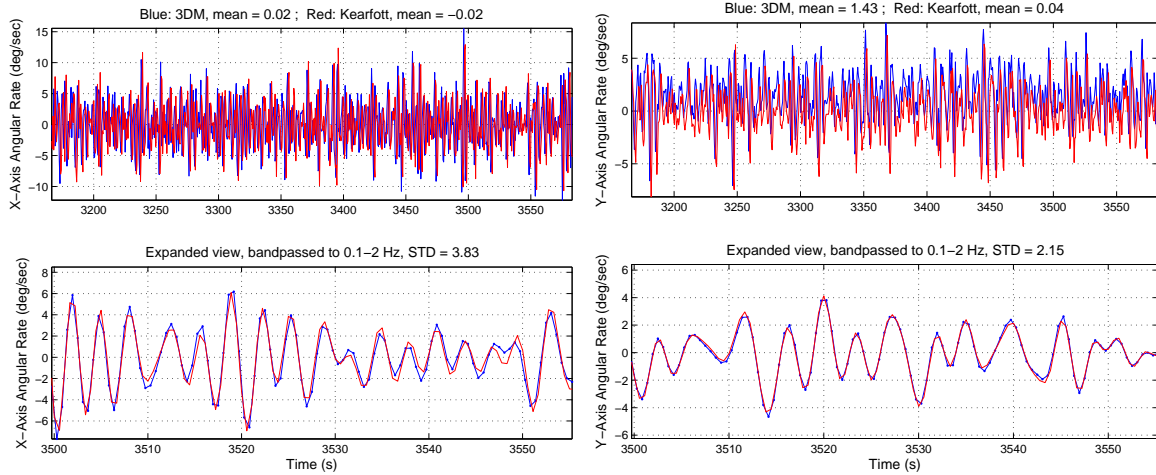 Blue: 3DM, mean = 0.02 ; Red: Kearfott, mean = −0.02
X−Axis Angular Rate (deg/sec)
15
10
5
0
−5
−10
3200 3250 3300 3350 3400 3450 3500 3550
Blue: 3DM, mean = 1.43 ; Red: Kearfott, mean = 0.04
Y−Axis Angular Rate (deg/sec)
5
0
−5
3200 3250 3300 3350 3400 3450 3500 3550
Expanded view, bandpassed to 0.1−2 Hz, STD = 3.83
X−Axis Angular Rate (deg/sec)
8
6
4
2
0
−2
−4
−6
3500 3510 3520 3530 3540 3550
Time (s)
Expanded view, bandpassed to 0.1−2 Hz, STD = 2.15
Y−Axis Angular Rate (deg/sec)
6
4
2
0
−2
−4
−6
3500 3510 3520 3530 3540 3550
Time (s)